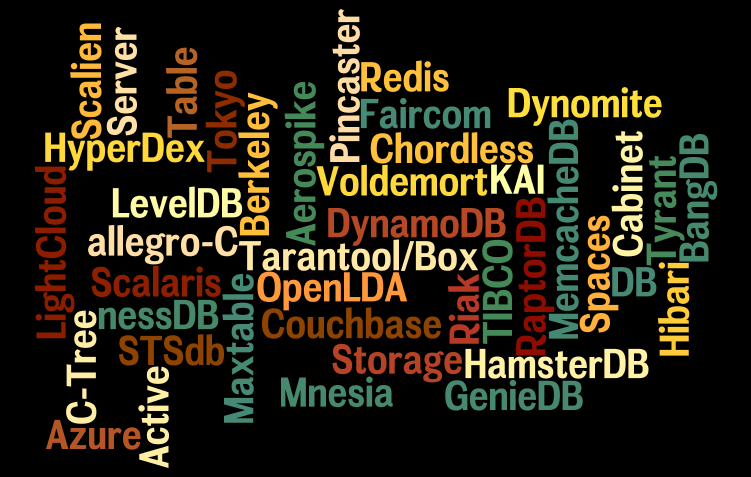 Scalien
Server
Table
Tokyo
Pincaster
Redis
Faircom
Dynomite
HyperDex
Berkeley
Aerospike
Chordless
Voldemort
KAI
MemcacheDB
Cabinet
Tyrant
BangDB
LightCloud
LevelDB
allegro-C
DynamoDB
Tarantool/Box
RaptorDB
Spaces
DB
Hibari
Scalaris
OpenLDA
Riak
TIBCO
nessDB
Maxtable
Couchbase
C-Tree
STSdb
Storage
HamsterDB
Active
Mnesia
GenieDB
Azure